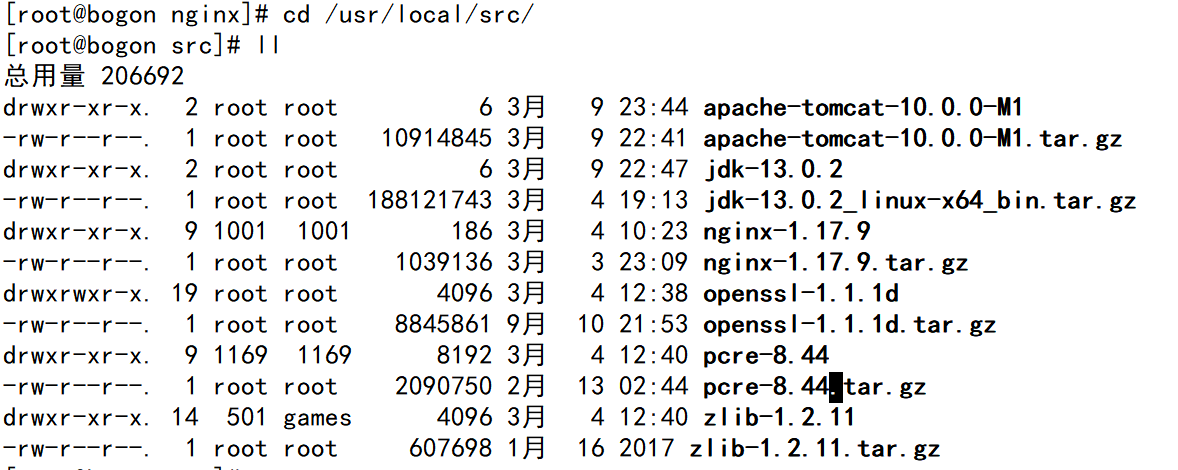 [root@bogon nginx]# cd /usr/local/src/
[root@bogon src]# ll
总用量 206692
drwxr-xr-x.  2 root root         6 3月   9 23:44 apache-tomcat-10.0.0-M1
-rw-r--r--.  1 root root  10914845 3月   9 22:41 apache-tomcat-10.0.0-M1.tar.gz
drwxr-xr-x.  2 root root         6 3月   9 22:47 jdk-13.0.2
-rw-r--r--.  1 root root 188121743 3月   4 19:13 jdk-13.0.2_linux-x64_bin.tar.gz
drwxr-xr-x.  9 1001  1001       186 3月   4 10:23 nginx-1.17.9
-rw-r--r--.  1 root root   1039136 3月   3 23:09 nginx-1.17.9.tar.gz
drwxrwxr-x. 19 root root      4096 3月   4 12:38 openssl-1.1.1d
-rw-r--r--.  1 root root   8845861 9月  10 21:53 openssl-1.1.1d.tar.gz
drwxr-xr-x.  9 1169  1169      8192 3月   4 12:40 pcre-8.44
-rw-r--r--.  1 root root   2090750 2月  13 02:44 pcre-8.44.tar.gz
drwxr-xr-x. 14  501 games      4096 3月   4 12:40 zlib-1.2.11
-rw-r--r--.  1 root root    607698 1月  16 2017 zlib-1.2.11.tar.gz